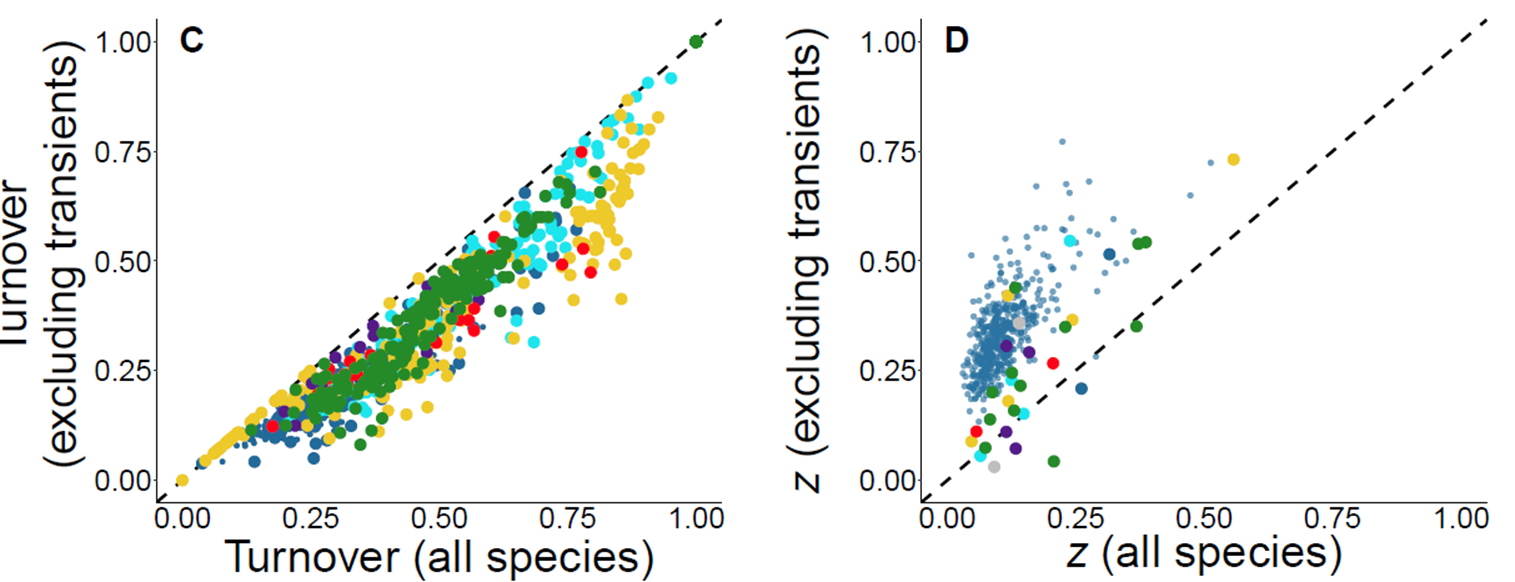 C
Turnover
(excluding transients)
1.00
0.75
0.50
0.25
0.00
0.00 0.25 0.50 0.75 1.00
Turnover (all species)
D
z (excluding transients)
1.00
0.75
0.50
0.25
0.00
0.00 0.25 0.50 0.75 1.00
z (all species)